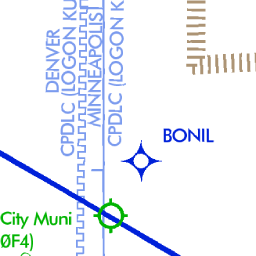 DENVER
CPDLC (LOGON KU
MINNEAPOLIS
CPDLC (LOGON K
BONIL
City Muni
ØF4)